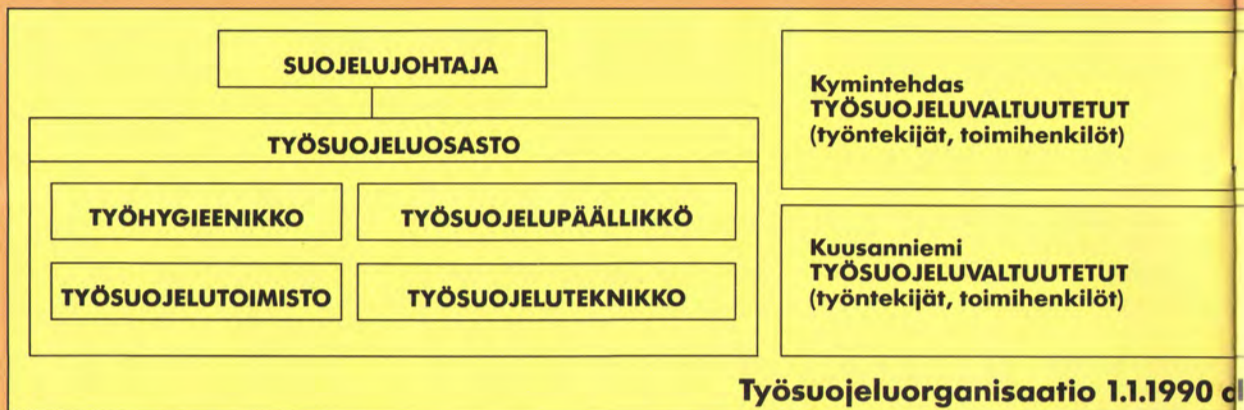 SUOJELUJOHTAJA
TYÖSUOJELUOSASTO
TYÖHYGIEENIKKO
TYÖSUOJELUPÄÄLLIKKÖ
TYÖSUOJELUTOIMISTO
TYÖSUOJELUTEKNIKKO
Kymintehdas
TYÖSUOJELUVALTUUTETUT
(työntekijät, toimihenkilöt)
Kuusanniemi
TYÖSUOJELUVALTUUTETUT
(työntekijät, toimihenkilöt)
Työsuojeluorganisaatio 1.1.1990